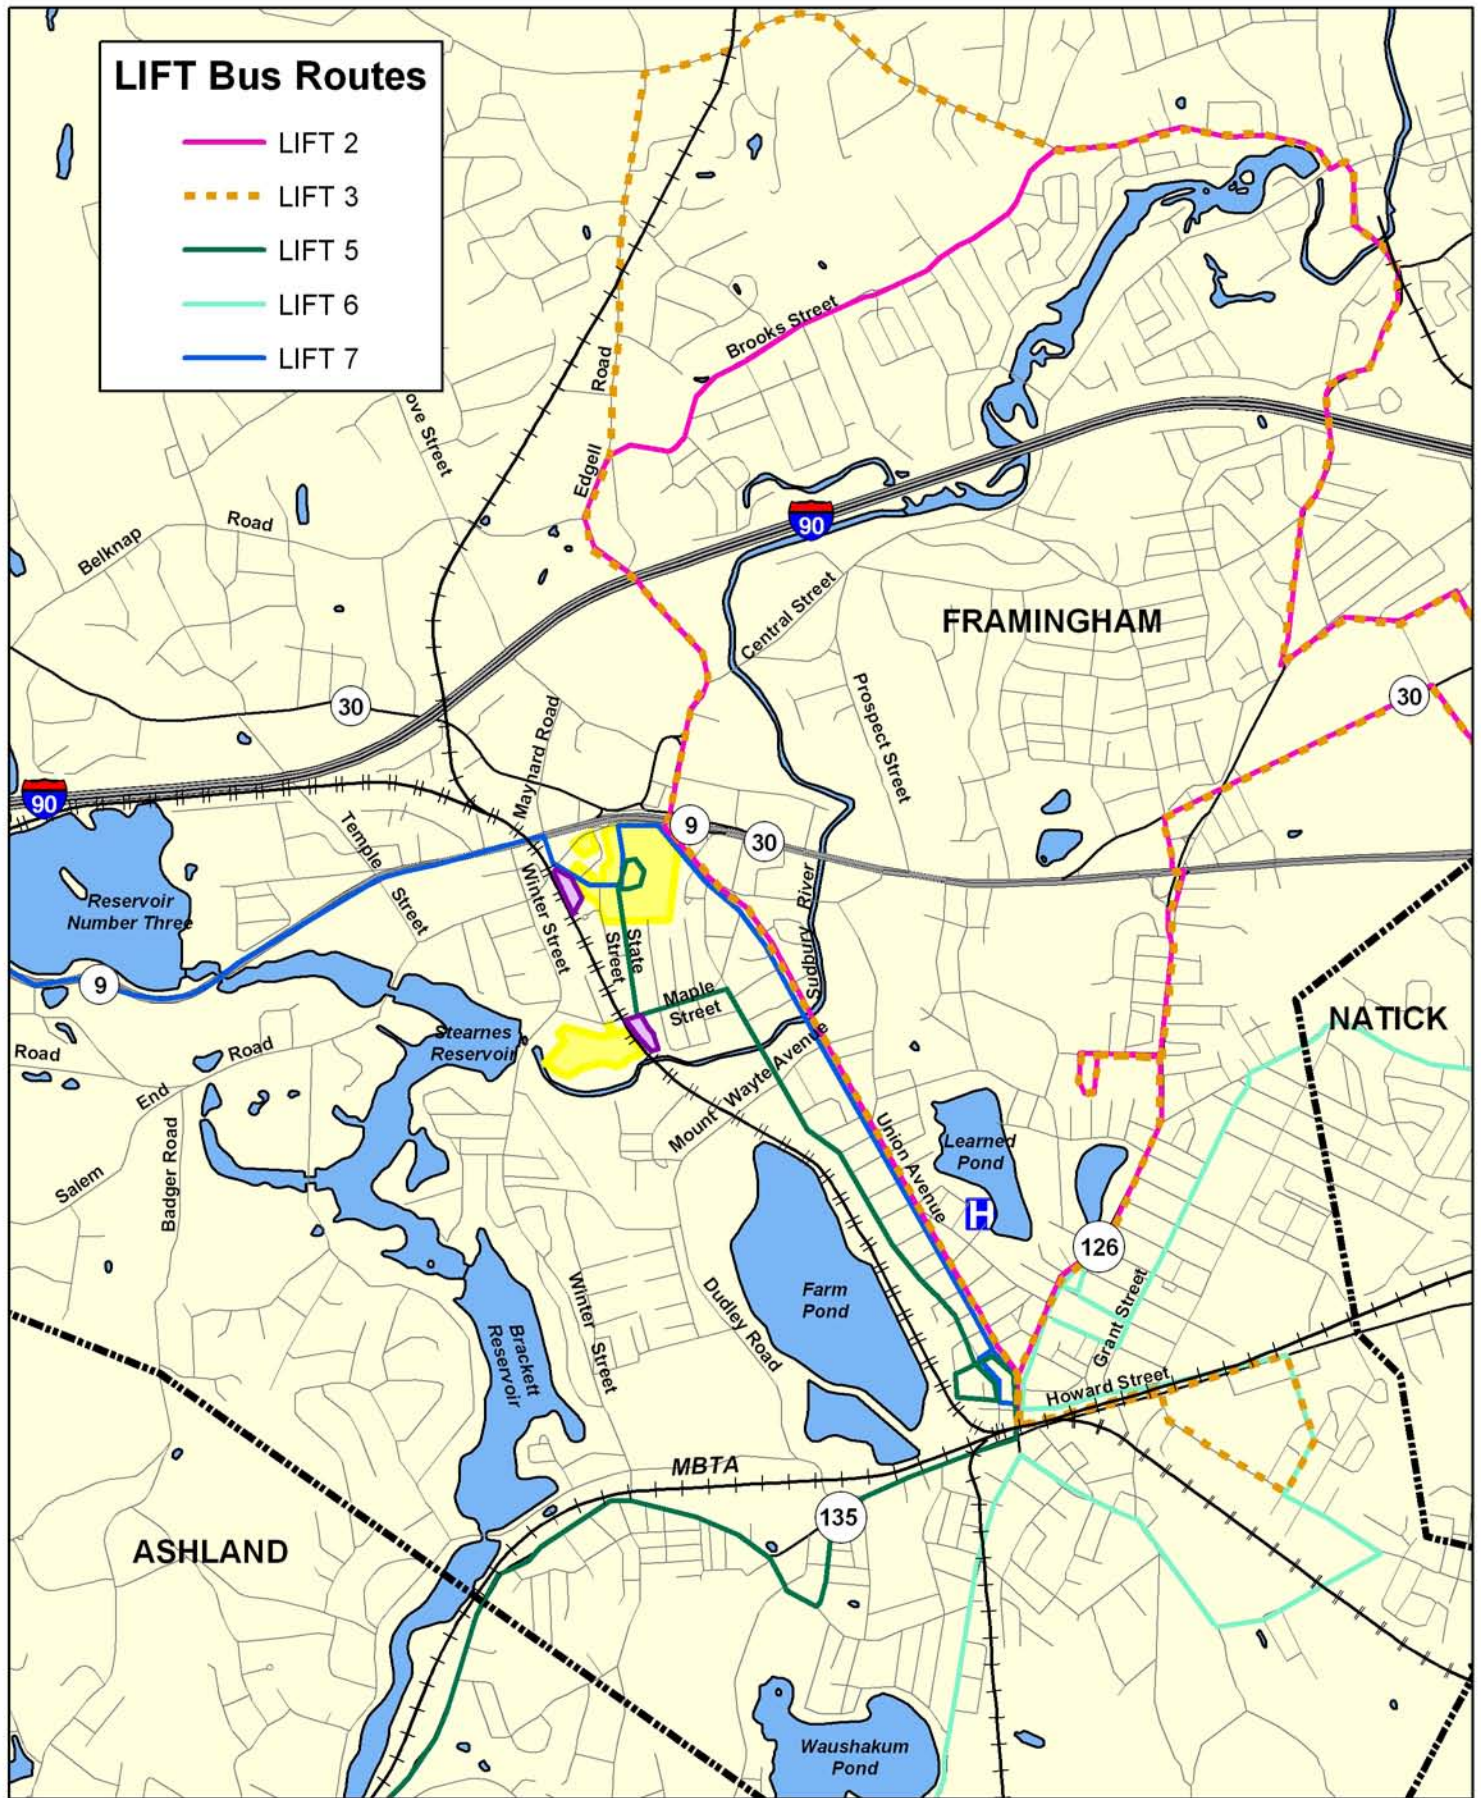 LIFT Bus Routes
LIFT 2
LIFT 3
LIFT 5
LIFT 6
LIFT 7
Brooks Street
Road
Edgell
ove Street
Belknap
Road
90
Central Street
FRAMINGHAM
30
30
Maynard Road
Prospect Street
90
9
30
Temple
Street
Reservoir
Number Three
Winter Street
State
Street
Sudbury River
9
Maple
Street
NATICK
Stearnes
Reservoir
Road
Road
End
Salem
Badger Road
Mount Wayte Avenue
Union Avenue
Learned
Pond
H
126
Farm
Pond
Dudley Road
Winter Street
Brackett
Reservoir
Grant Street
Howard Street
MBTA
135
ASHLAND
Waushakum
Pond